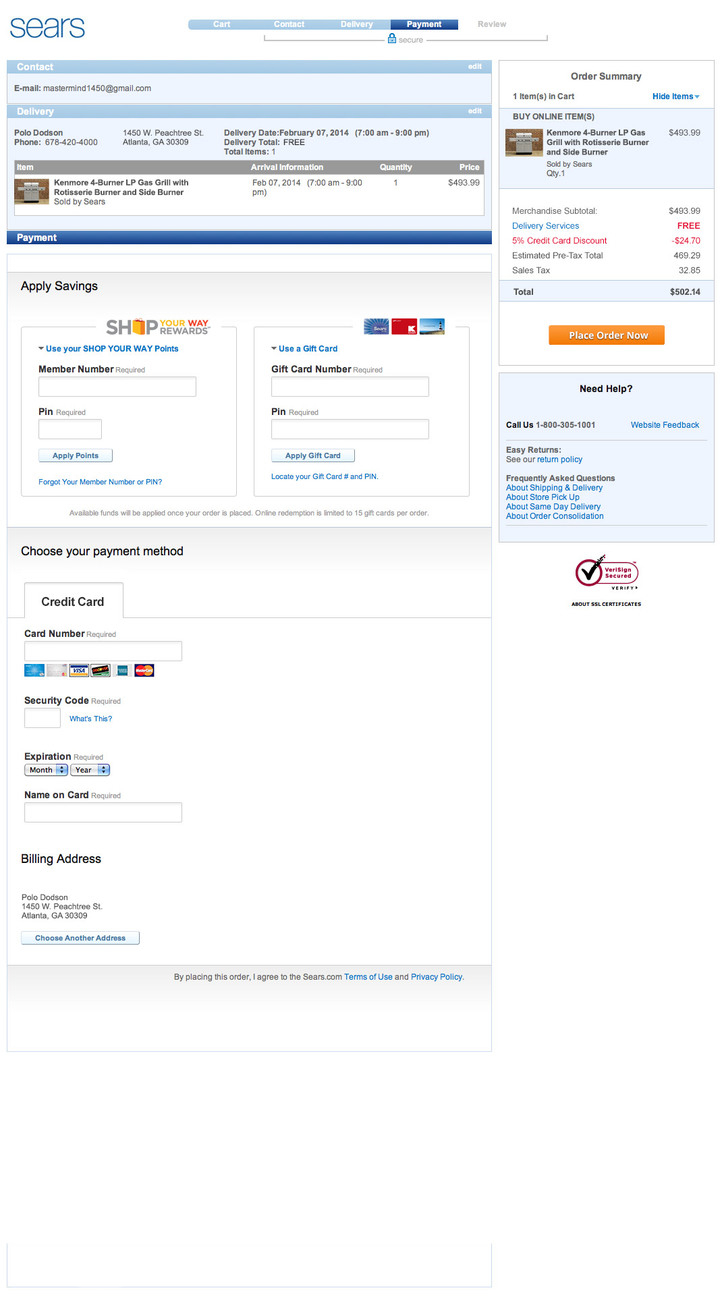 sears
Cart Contact Delivery Payment Review
secure
Contact edit
E-mail: mastermind1450@gmail.com
Delivery edit
Polo Dodson
Phone: 678-420-4000
1450 W. Peachtree St.
Atlanta, GA 30309
Delivery Date:February 07, 2014 (7:00 am - 9:00 pm)
Delivery Total: FREE
Total Items: 1
Item Arrival Information Quantity Price
Kenmore 4-Burner LP Gas Grill with
Rotisserie Burner and Side Burner
Sold by Sears
Feb 07, 2014 (7:00 am - 9:00
pm)
1
$493.99
Payment
Apply Savings
SHOP YOUR WAY
REWARDS
Use your SHOP YOUR WAY Points
Member Number Required
Pin Required
Apply Points
Forgot Your Member Number or PIN?
Sears
Use a Gift Card
Gift Card Number Required
Pin Required
Apply Gift Card
Locate your Gift Card # and PIN.
Available funds will be applied once your order is placed. Online redemption is limited to 15 gift cards per order.
Choose your payment method
Credit Card
Card Number Required
VISA
Security Code Required
What's This?
Expiration Required
Month Year
Name on Card Required
Billing Address
Polo Dodson
1450 W. Peachtree St.
Atlanta, GA 30309
Choose Another Address
By placing this order, I agree to the Sears.com Terms of Use and Privacy Policy.
Order Summary
1 Item(s) in Cart Hide Items
BUY ONLINE ITEM(S)
Kenmore 4-Burner LP Gas
Grill with Rotisserie Burner
and Side Burner
Sold by Sears
Qty.1
$493.99
Merchandise Subtotal: $493.99
Delivery Services FREE
5% Credit Card Discount -$24.70
Estimated Pre-Tax Total 469.29
Sales Tax 32.85
Total $502.14
Place Order Now
Need Help?
Call Us 1-800-305-1001 Website Feedback
Easy Returns:
See our return policy
Frequently Asked Questions
About Shipping & Delivery
About Store Pick Up
About Same Day Delivery
About Order Consolidation
VeriSign
Secured
VERIFY
ABOUT SSL CERTIFICATES